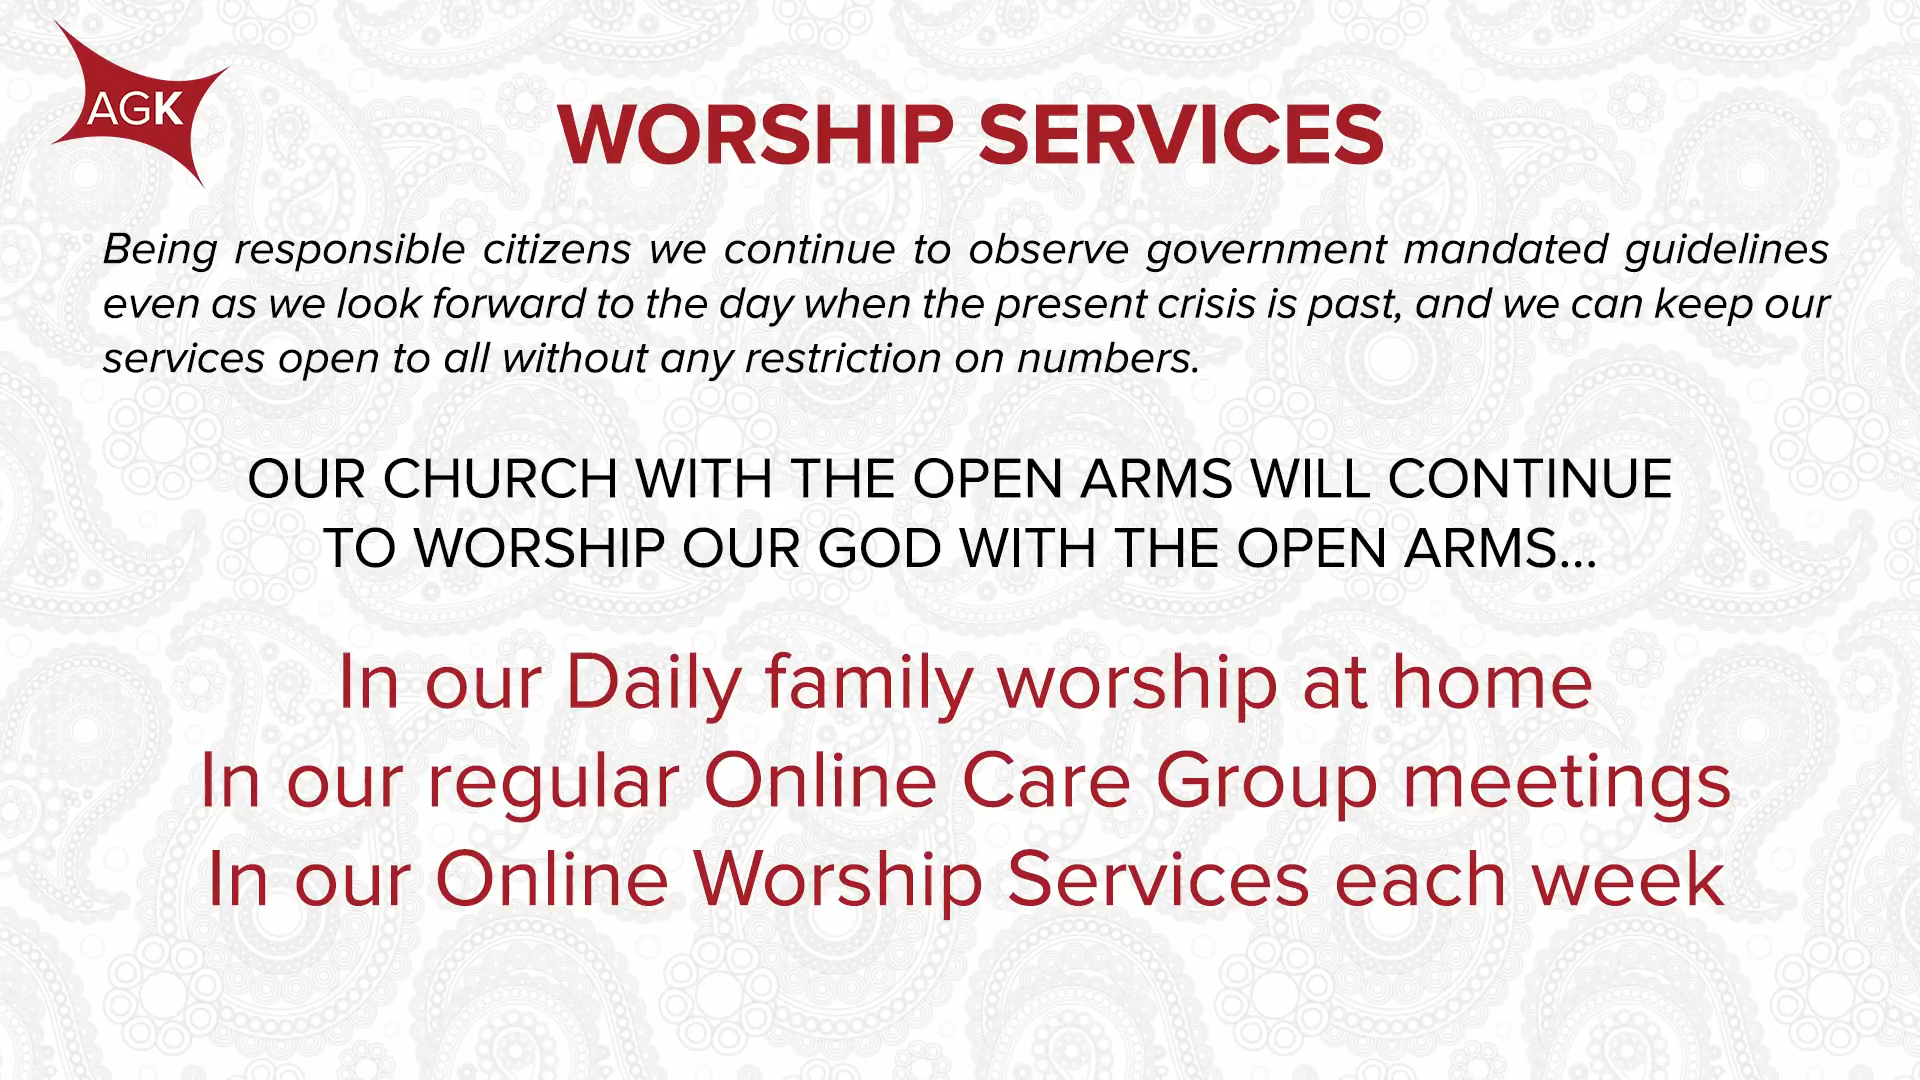 AGK
WORSHIP SERVICES
Being responsible citizens we continue to observe government mandated guidelines
even as we look forward to the day when the present crisis is past, and we can keep our
services open to all without any restriction on numbers.
OUR CHURCH WITH THE OPEN ARMS WILL CONTINUE
TO WORSHIP OUR GOD WITH THE OPEN ARMS...
In our Daily family worship at home
In our regular Online Care Group meetings
In our Online Worship Services each week